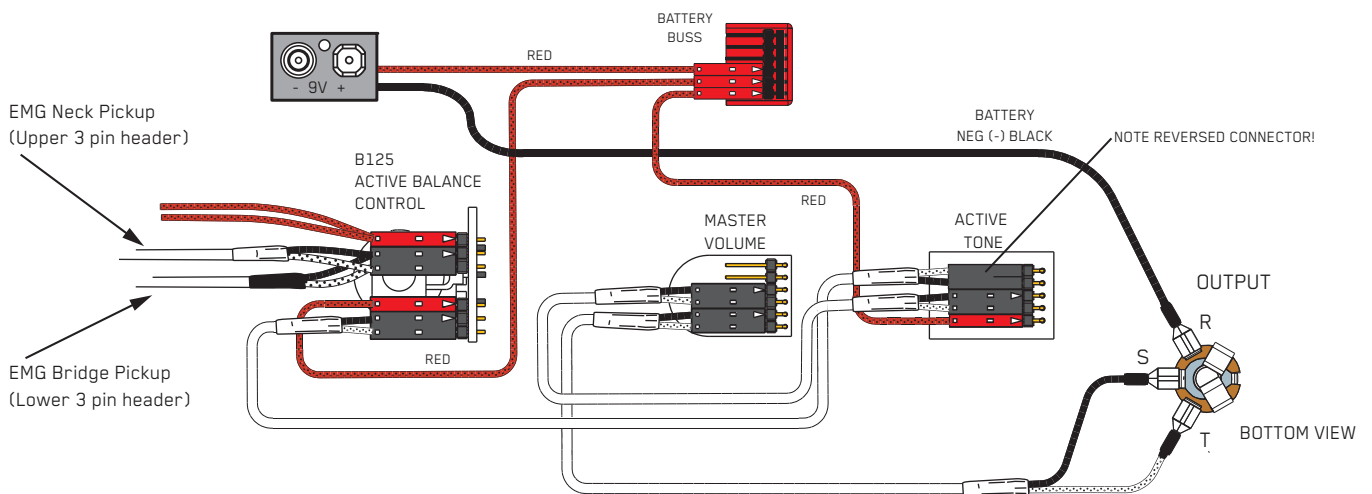 BATTERY
BUSS
RED
- 9V +
EMG Neck Pickup
(Upper 3 pin header)
BATTERY
NEG (-) BLACK
NOTE REVERSED CONNECTOR!
B125
ACTIVE BALANCE
CONTROL
RED
MASTER
VOLUME
ACTIVE
TONE
OUTPUT
R
S
RED
EMG Bridge Pickup
(Lower 3 pin header)
T.
BOTTOM VIEW